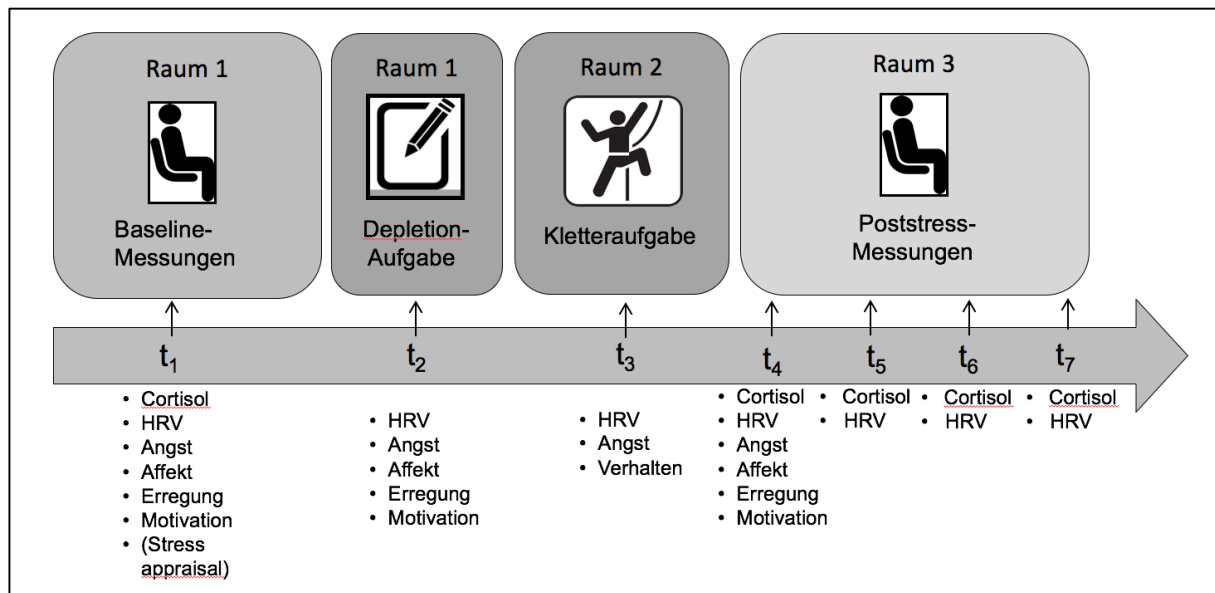 Raum 1
Baseline-
Messungen
Raum 1
Depletion-
Aufgabe
Raum 2
Kletteraufgabe
Raum 3
Poststress-
Messungen
t₁
t₂
t₃
t₄
t₅
t₆
t₇
• Cortisol
• HRV
• Angst
• Affekt
• Erregung
• Motivation
• (Stress
appraisal)
• HRV
• Angst
• Affekt
• Erregung
• Motivation
• HRV
• Angst
• Verhalten
• Cortisol
• HRV
• Angst
• Affekt
• Erregung
• Motivation
• Cortisol
• HRV
• Cortisol
• HRV
• Cortisol
• HRV